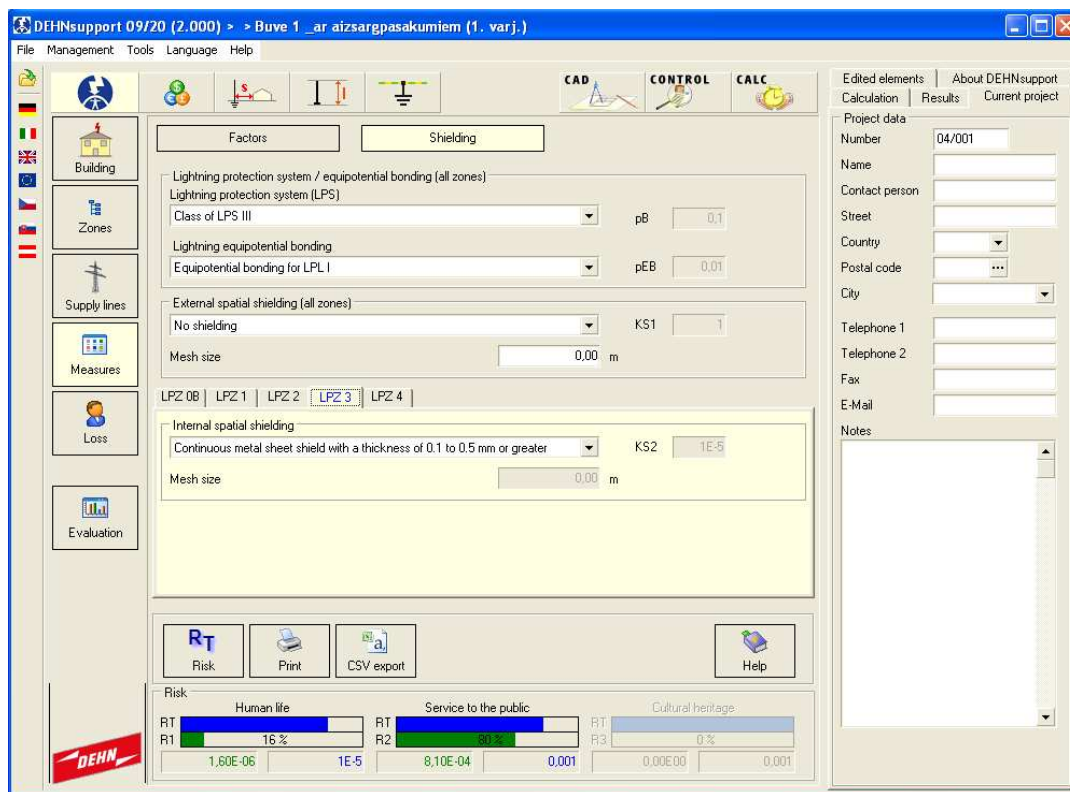 DEHNsupport 09/20 (2.000) > > Buve 1 _ar aizsargpasakumiem (1. varj.)
File Management Tools Language Help
CAD CONTROL CALC
Edited elements About DEHNsupport
Calculation Results Current project
Building
Zones
Supply lines
Measures
Loss
Evaluation
DEHN
Factors Shielding
Lightning protection system / equipotential bonding (all zones)
Lightning protection system (LPS)
Class of LPS III pB 0,1
Lightning equipotential bonding
Equipotential bonding for LPL I pEB 0,01
External spatial shielding (all zones)
No shielding KS1 1
Mesh size 0,00 m
LPZ 0B LPZ 1 LPZ 2 LPZ 3 LPZ 4
Internal spatial shielding
Continuous metal sheet shield with a thickness of 0.1 to 0.5 mm or greater KS2 1E-5
Mesh size 0,00 m
RT
Risk Print CSV export Help
Risk
Human life Service to the public Cultural heritage
RT RT RT
R1 16 % R2 80 % R3 0 %
1,60E-06 1E-5 8,10E-04 0,001 0,00E00 0,001
Project data
Number 04/001
Name
Contact person
Street
Country
Postal code ...
City
Telephone 1
Telephone 2
Fax
E-Mail
Notes